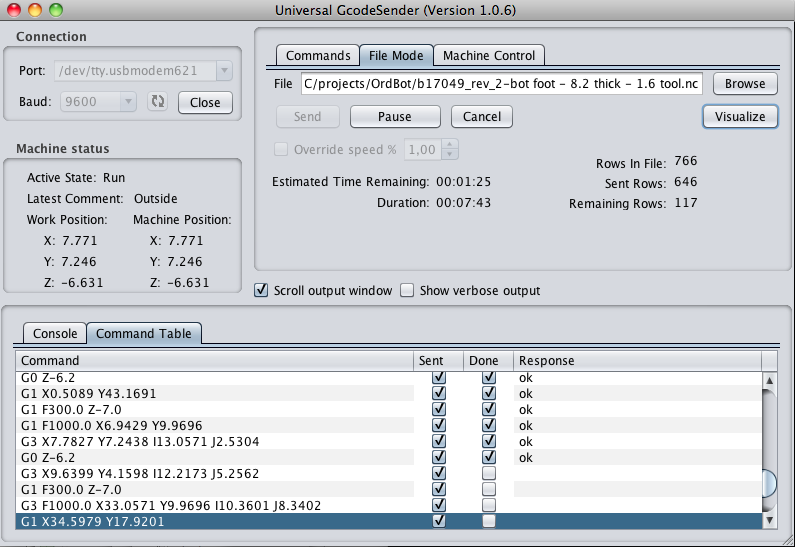 Universal GcodeSender (Version 1.0.6)
Connection
Port: /dev/tty.usbmodem621
Baud: 9600 Close
Machine status
Active State: Run
Latest Comment: Outside
Work Position: Machine Position:
X: 7.771 X: 7.771
Y: 7.246 Y: 7.246
Z: -6.631 Z: -6.631
Commands File Mode Machine Control
File C/projects/OrdBot/b17049_rev_2-bot foot - 8.2 thick - 1.6 tool.nc Browse
Send Pause Cancel Visualize
Override speed % 1,00
Estimated Time Remaining: 00:01:25
Duration: 00:07:43
Rows In File: 766
Sent Rows: 646
Remaining Rows: 117
Scroll output window Show verbose output
Console Command Table
Command Sent Done Response
G0 Z-6.2 ok
G1 X0.5089 Y43.1691 ok
G1 F300.0 Z-7.0 ok
G1 F1000.0 X6.9429 Y9.9696 ok
G3 X7.7827 Y7.2438 I13.0571 J2.5304 ok
G0 Z-6.2 ok
G3 X9.6399 Y4.1598 I12.2173 J5.2562
G1 F300.0 Z-7.0
G3 F1000.0 X33.0571 Y9.9696 I10.3601 J8.3402
G1 X34.5979 Y17.9201